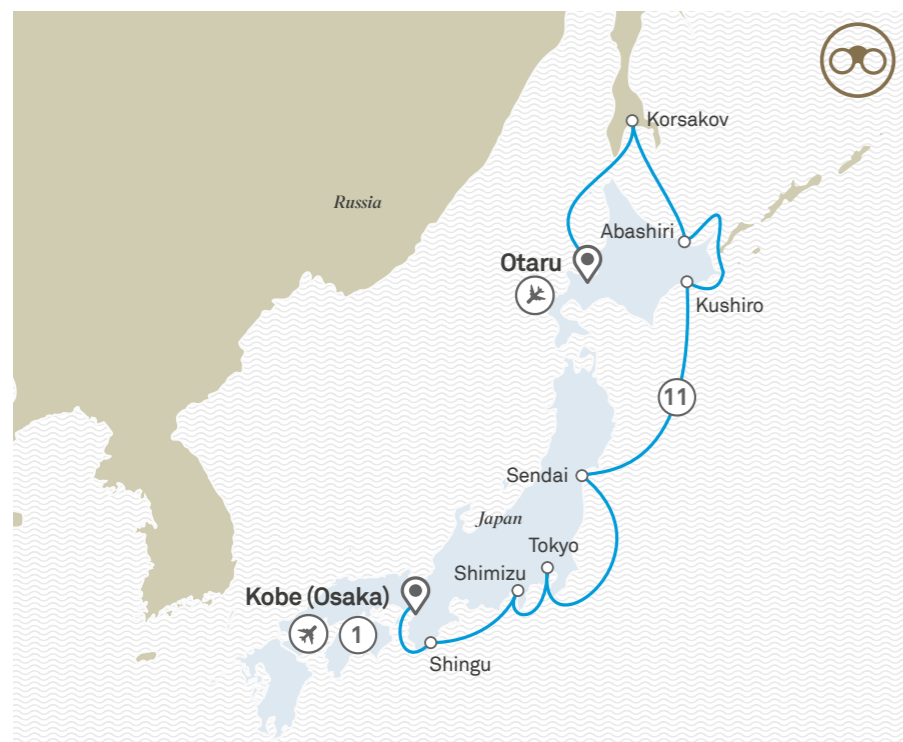 Korsakov
Russia
Abashiri
Otaru
Kushiro
11
Sendai
Japan
Tokyo
Shimizu
Kobe (Osaka)
1
Shingu